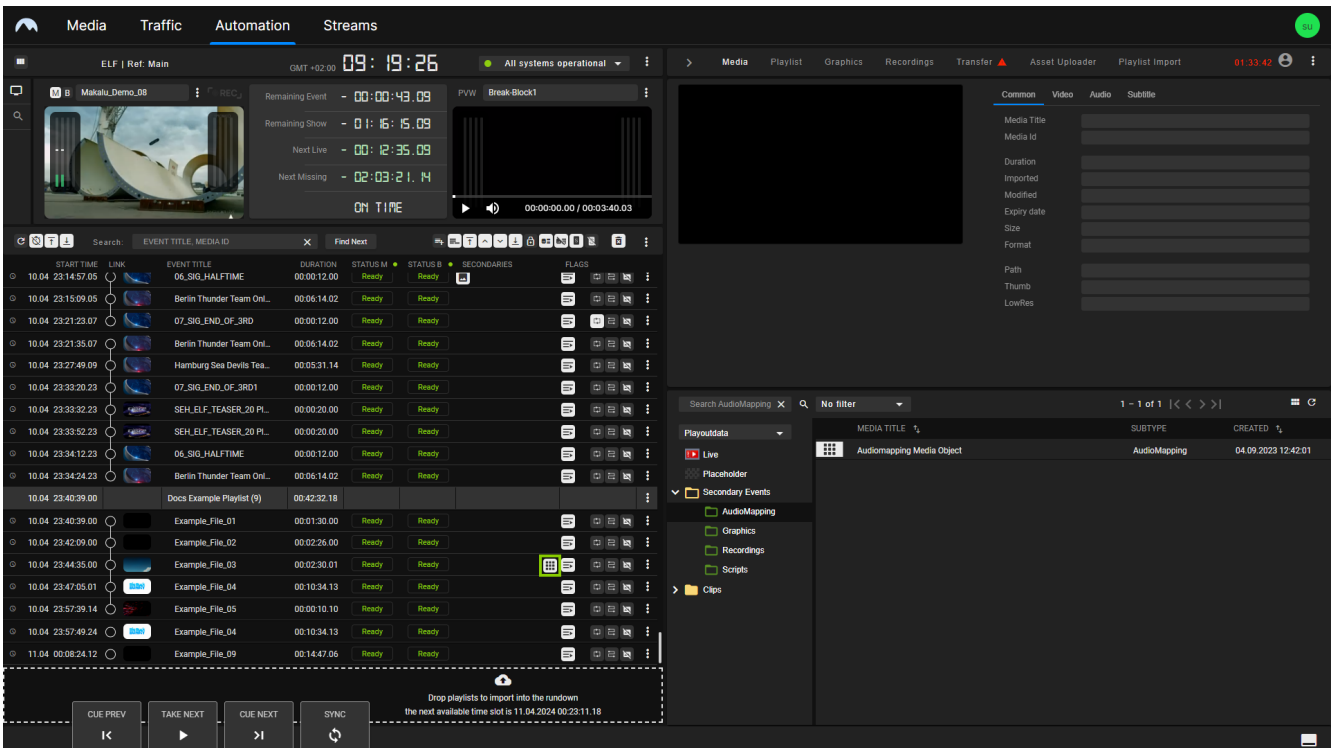 Media Traffic Automation Streams
su
ELF | Ref: Main
GMT +02:00 09:19:26
All systems operational
Media Playlist Graphics Recordings Transfer Asset Uploader Playlist Import
01:33:42
M B Makalu_Demo_08
REC
Remaining Event - 00:00:43.09
Remaining Show - 01:16:15.09
Next Live - 00:12:35.09
Next Missing - 02:03:21.14
ON TIME
PVW Break-Block1
00:00:00.00 / 00:03:40.03
Common Video Audio Subtitle
Media Title
Media Id
Duration
Imported
Modified
Expiry date
Size
Format
Path
Thumb
LowRes
Search: EVENT TITLE, MEDIA ID
Find Next
START TIME LINK EVENT TITLE DURATION STATUS M STATUS B SECONDARIES FLAGS
10.04 23:14:57.05 06_SIG_HALFTIME 00:00:12.00 Ready Ready
10.04 23:15:09.05 Berlin Thunder Team Onl... 00:06:14.02 Ready Ready
10.04 23:21:23.07 07_SIG_END_OF_3RD 00:00:12.00 Ready Ready
10.04 23:21:35.07 Berlin Thunder Team Onl... 00:06:14.02 Ready Ready
10.04 23:27:49.09 Hamburg Sea Devils Tea... 00:05:31.14 Ready Ready
10.04 23:33:20.23 07_SIG_END_OF_3RD1 00:00:12.00 Ready Ready
10.04 23:33:32.23 SEH_ELF_TEASER_20 Pl... 00:00:20.00 Ready Ready
10.04 23:33:52.23 SEH_ELF_TEASER_20 Pl... 00:00:20.00 Ready Ready
10.04 23:34:12.23 06_SIG_HALFTIME 00:00:12.00 Ready Ready
10.04 23:34:24.23 Berlin Thunder Team Onl... 00:06:14.02 Ready Ready
10.04 23:40:39.00 Docs Example Playlist (9) 00:42:32.18
10.04 23:40:39.00 Example_File_01 00:01:30.00 Ready Ready
10.04 23:42:09.00 Example_File_02 00:02:26.00 Ready Ready
10.04 23:44:35.00 Example_File_03 00:02:30.01 Ready Ready
10.04 23:47:05.01 Example_File_04 00:10:34.13 Ready Ready
10.04 23:57:39.14 Example_File_05 00:00:10.10 Ready Ready
10.04 23:57:49.24 Example_File_04 00:10:34.13 Ready Ready
11.04 00:08:24.12 Example_File_09 00:14:47.06 Ready Ready
Drop playlists to import into the rundown
the next available time slot is 11.04.2024 00:23:11.18
CUE PREV TAKE NEXT CUE NEXT SYNC
Search AudioMapping
No filter
1 – 1 of 1
Playoutdata
Live
Placeholder
Secondary Events
AudioMapping
Graphics
Recordings
Scripts
Clips
MEDIA TITLE SUBTYPE CREATED
Audiomapping Media Object AudioMapping 04.09.2023 12:42:01